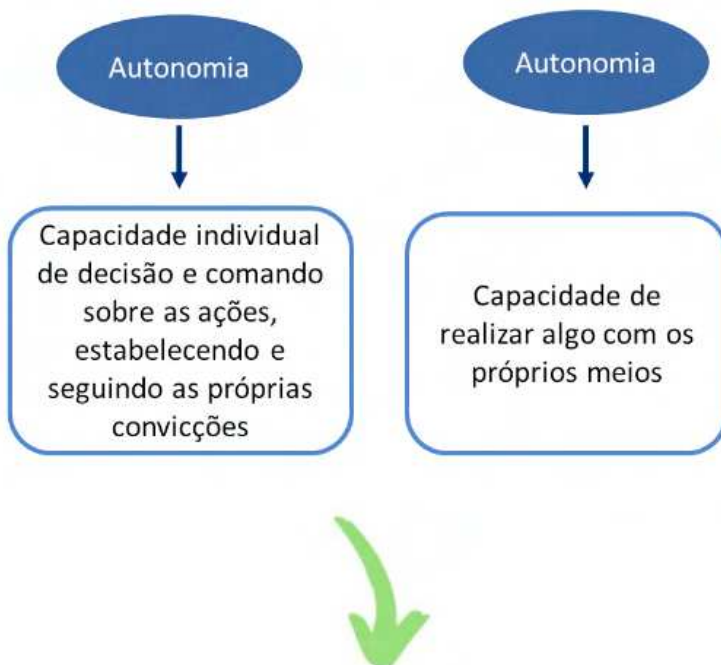 Autonomia
Capacidade individual
de decisão e comando
sobre as ações,
estabelecendo e
seguindo as próprias
convicções
Autonomia
Capacidade de
realizar algo com os
próprios meios